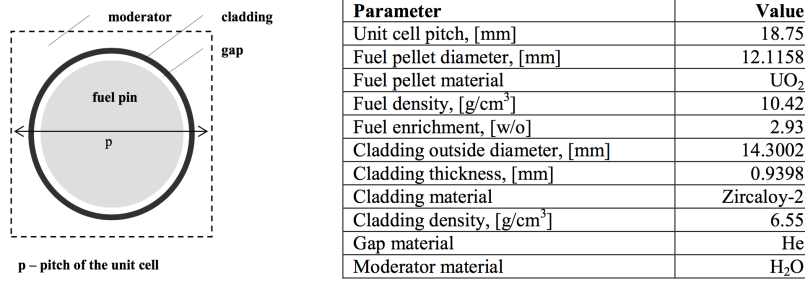 moderator
cladding
gap
fuel pin
p
p – pitch of the unit cell
Parameter Value
Unit cell pitch, [mm] 18.75
Fuel pellet diameter, [mm] 12.1158
Fuel pellet material UO₂
Fuel density, [g/cm³] 10.42
Fuel enrichment, [w/o] 2.93
Cladding outside diameter, [mm] 14.3002
Cladding thickness, [mm] 0.9398
Cladding material Zircaloy-2
Cladding density, [g/cm³] 6.55
Gap material He
Moderator material H₂O